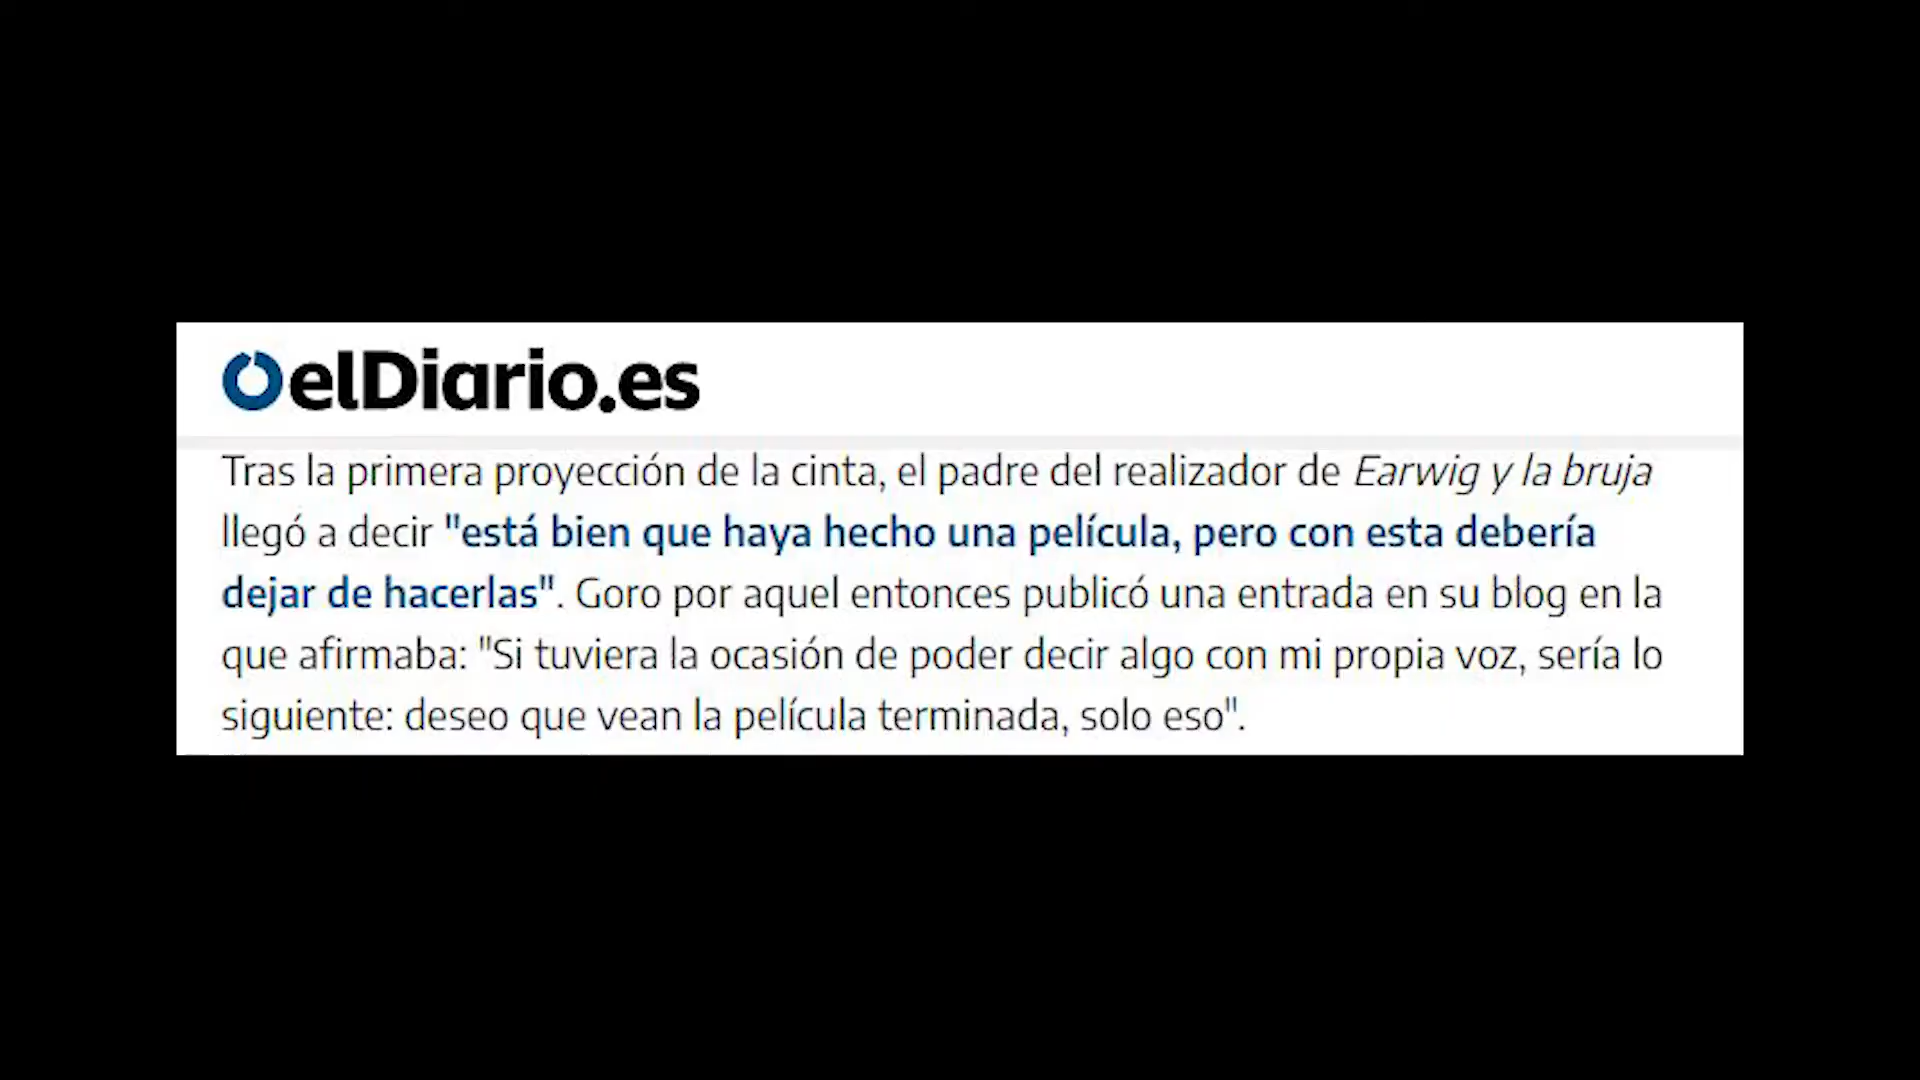 elDiario.es
Tras la primera proyección de la cinta, el padre del realizador de Earwig y la bruja
llegó a decir "está bien que haya hecho una película, pero con esta debería
dejar de hacerlas". Goro por aquel entonces publicó una entrada en su blog en la
que afirmaba: "Si tuviera la ocasión de poder decir algo con mi propia voz, sería lo
siguiente: deseo que vean la película terminada, solo eso".